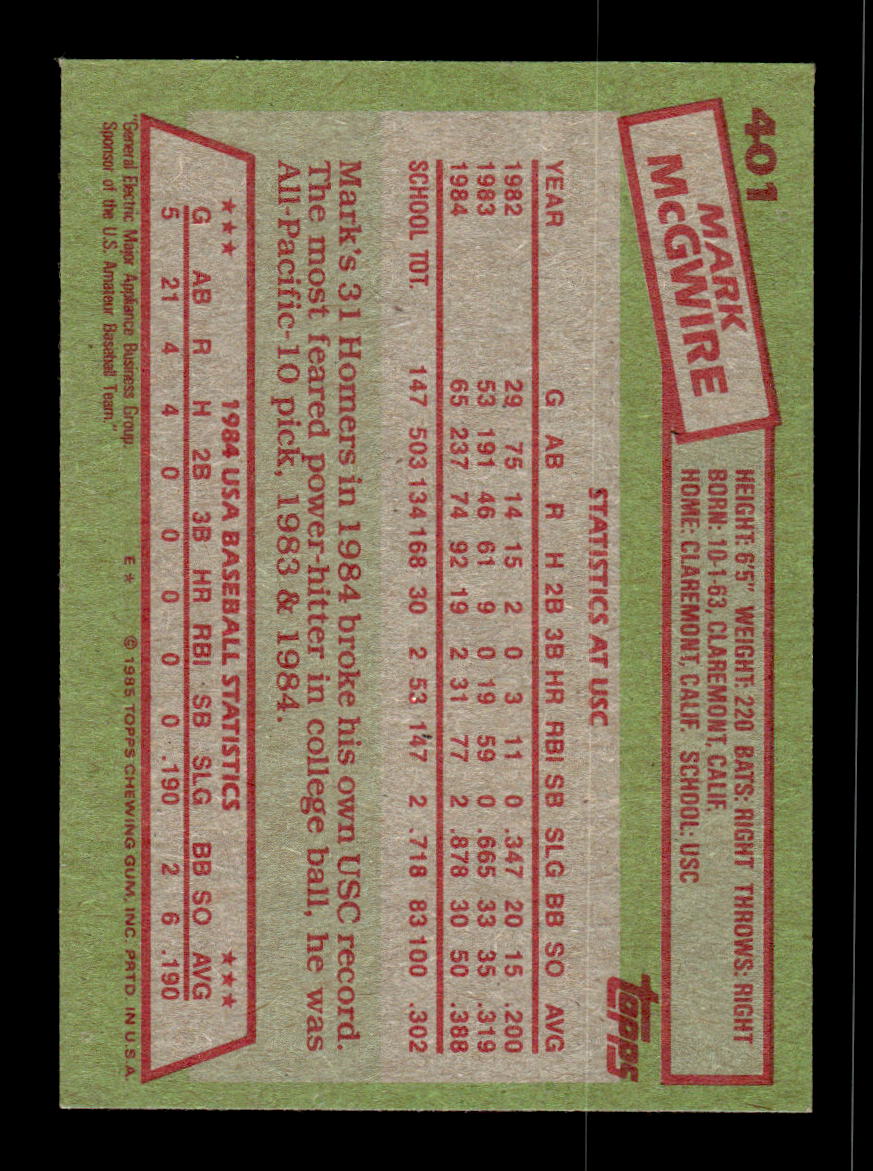 401
MARK
McGWIRE
HEIGHT: 6'5" WEIGHT: 220 BATS: RIGHT THROWS: RIGHT
BORN: 10-1-63, CLAREMONT, CALIF.
HOME: CLAREMONT, CALIF. SCHOOL: USC
TOPPS
STATISTICS AT USC
YEAR G AB R H 2B 3B HR RBI SB SLG BB SO AVG
1982 29 75 14 15 2 0 3 11 0 .347 20 15 .200
1983 53 191 46 61 9 0 19 59 0 .665 33 35 .319
1984 65 237 74 92 19 2 31 77 2 .878 30 50 .388
SCHOOL TOT. 147 503 134 168 30 2 53 147 2 .718 83 100 .302
Mark's 31 Homers in 1984 broke his own USC record.
The most feared power-hitter in college ball, he was
All-Pacific-10 pick, 1983 & 1984.
★★★ 1984 USA BASEBALL STATISTICS ★★★
G AB R H 2B 3B HR RBI SB SLG BB SO AVG
5 21 4 4 0 0 0 0 0 .190 2 6 .190
"General Electric Major Appliance Business Group,
Sponsor of the U.S. Amateur Baseball Team."
E* © 1985 TOPPS CHEWING GUM, INC. PRTD. IN U.S.A.